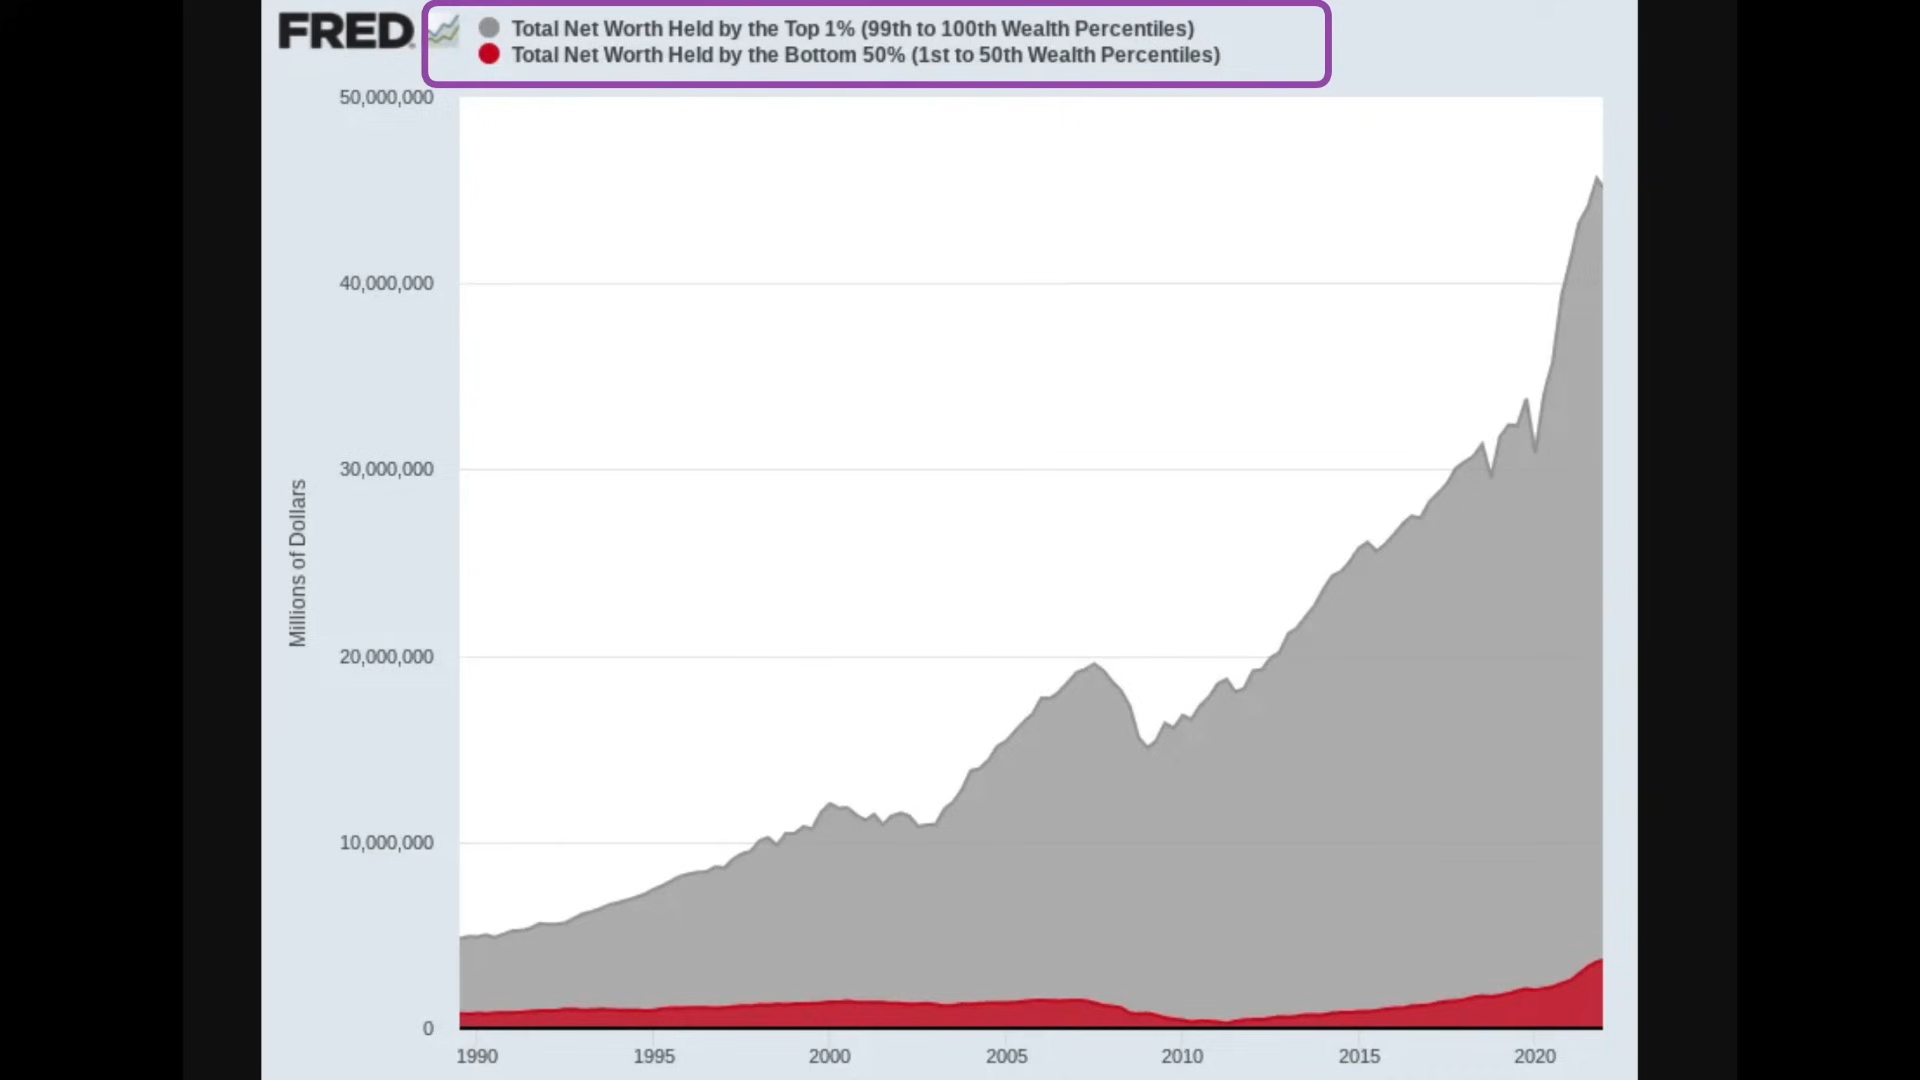 FRED
Total Net Worth Held by the Top 1% (99th to 100th Wealth Percentiles)
Total Net Worth Held by the Bottom 50% (1st to 50th Wealth Percentiles)
50,000,000
40,000,000
30,000,000
20,000,000
10,000,000
0
Millions of Dollars
1990 1995 2000 2005 2010 2015 2020